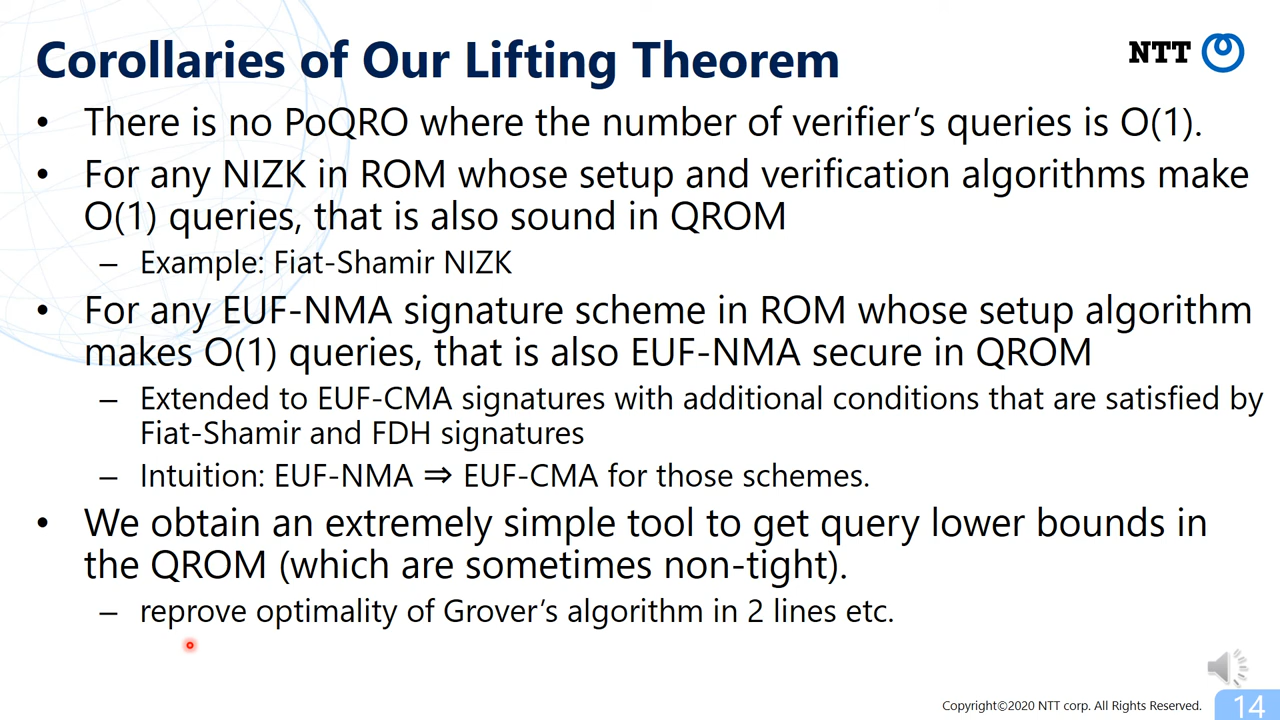 Corollaries of Our Lifting Theorem
NTT
• There is no PoQRO where the number of verifier's queries is O(1).
• For any NIZK in ROM whose setup and verification algorithms make
O(1) queries, that is also sound in QROM
– Example: Fiat-Shamir NIZK
• For any EUF-NMA signature scheme in ROM whose setup algorithm
makes O(1) queries, that is also EUF-NMA secure in QROM
– Extended to EUF-CMA signatures with additional conditions that are satisfied by
Fiat-Shamir and FDH signatures
– Intuition: EUF-NMA ⇒ EUF-CMA for those schemes.
• We obtain an extremely simple tool to get query lower bounds in
the QROM (which are sometimes non-tight).
– reprove optimality of Grover's algorithm in 2 lines etc.
Copyright©2020 NTT corp. All Rights Reserved.
14